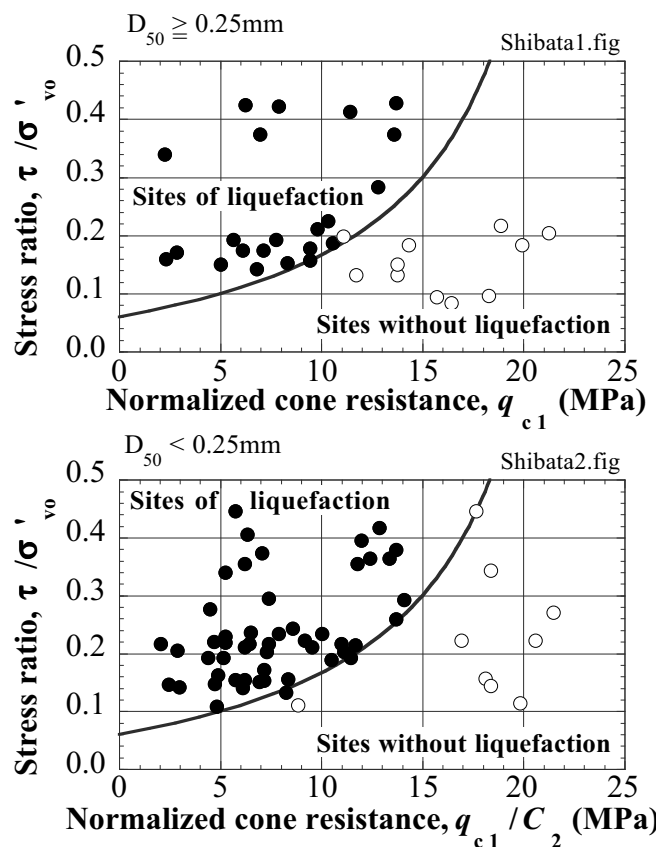 D50 ≧ 0.25mm
Shibata1.fig
Stress ratio, τ /σ 'vo
0.5
0.4
0.3
Sites of liquefaction
0.2
0.1
Sites without liquefaction
0.0
0 5 10 15 20 25
Normalized cone resistance, qc1 (MPa)
D50 < 0.25mm
Shibata2.fig
Stress ratio, τ /σ 'vo
0.5
Sites of liquefaction
0.4
0.3
0.2
0.1
Sites without liquefaction
0.0
0 5 10 15 20 25
Normalized cone resistance, qc1 /C2 (MPa)